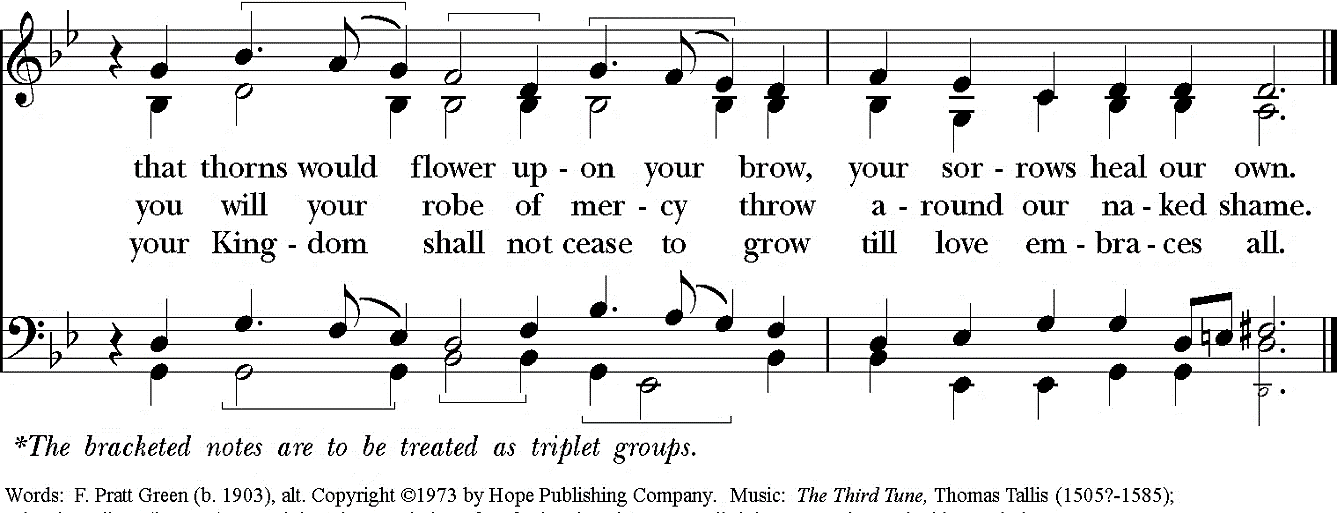 that thorns would flower up - on your brow, your sor - rows heal our own.
you will your robe of mer - cy throw a - round our na - ked shame.
your King - dom shall not cease to grow till love em - bra - ces all.
*The bracketed notes are to be treated as triplet groups.
Words: F. Pratt Green (b. 1903), alt. Copyright ©1973 by Hope Publishing Company. Music: The Third Tune, Thomas Tallis (1505?-1585);